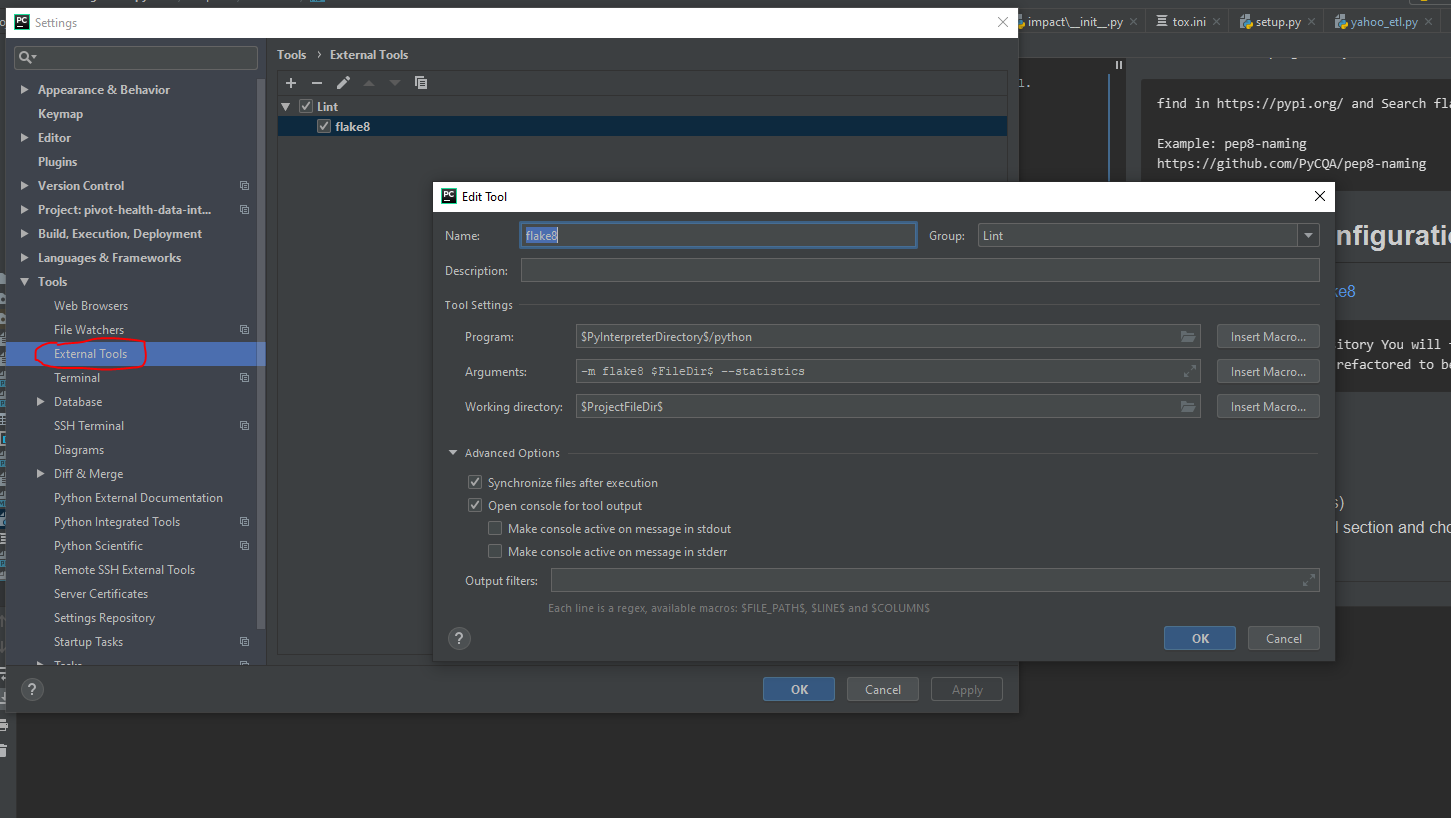 Settings
impact\__init__.py
tox.ini
setup.py
yahoo_etl.py
Tools › External Tools
Appearance & Behavior
Keymap
Editor
Plugins
Version Control
Project: pivot-health-data-int...
Build, Execution, Deployment
Languages & Frameworks
Tools
Web Browsers
File Watchers
External Tools
Terminal
Database
SSH Terminal
Diagrams
Diff & Merge
Python External Documentation
Python Integrated Tools
Python Scientific
Remote SSH External Tools
Server Certificates
Settings Repository
Startup Tasks
Lint
flake8
OK
Cancel
Apply
find in https://pypi.org/ and Search fla
Example: pep8-naming
https://github.com/PyCQA/pep8-naming
Edit Tool
Name: flake8
Group: Lint
Description:
Tool Settings
Program: $PyInterpreterDirectory$/python Insert Macro...
Arguments: -m flake8 $FileDir$ --statistics Insert Macro...
Working directory: $ProjectFileDir$ Insert Macro...
Advanced Options
Synchronize files after execution
Open console for tool output
Make console active on message in stdout
Make console active on message in stderr
Output filters:
Each line is a regex, available macros: $FILE_PATH$, $LINE$ and $COLUMN$
OK
Cancel
nfiguratio
ke8
itory You will
refactored to be
s)
l section and cho